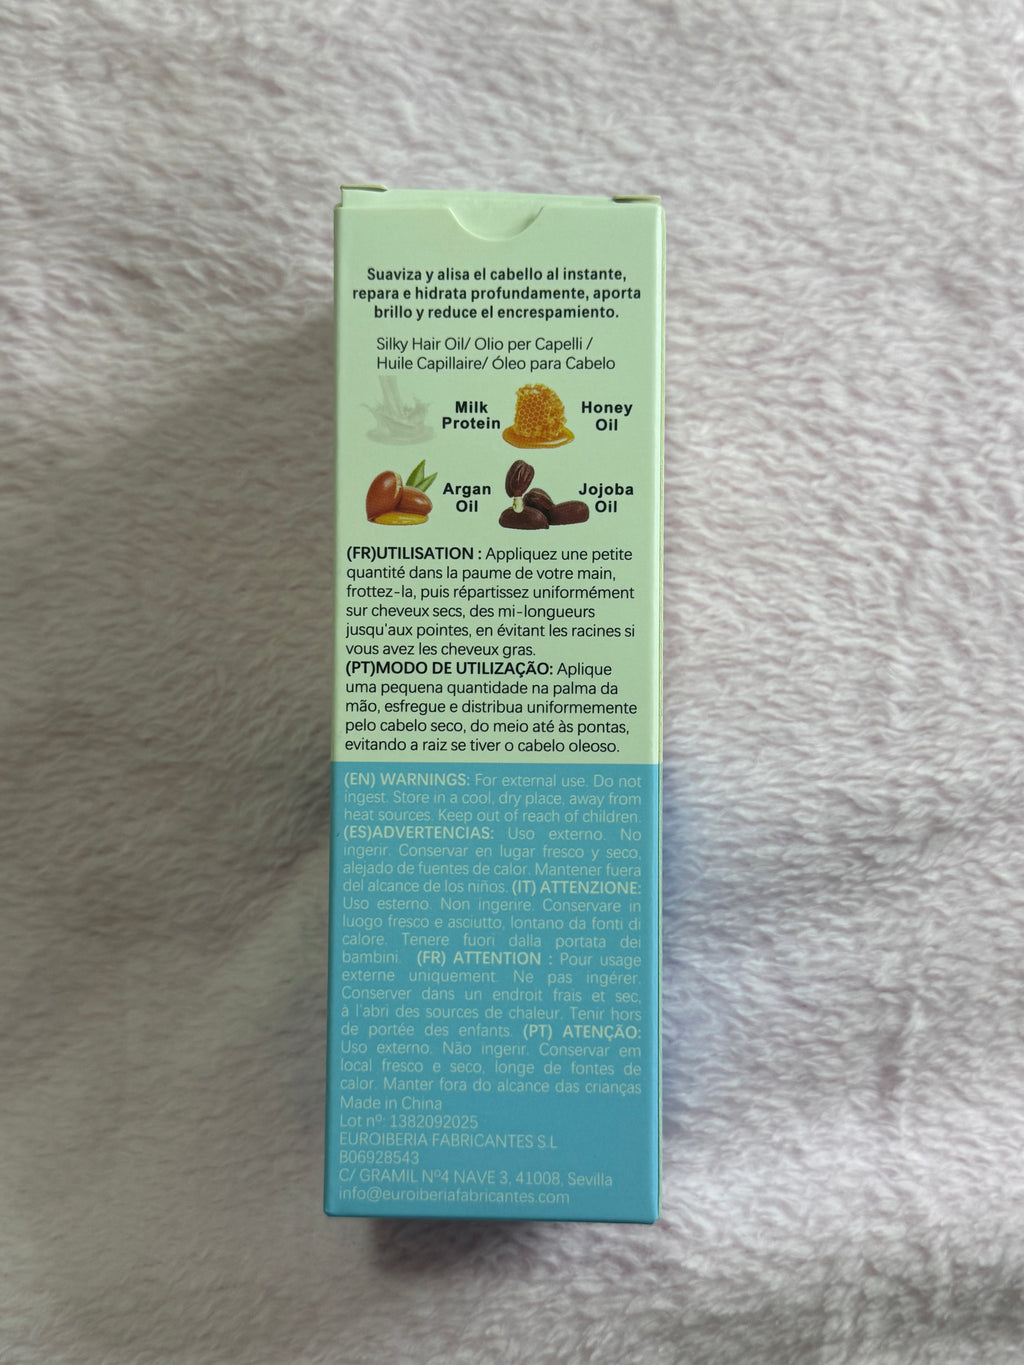 Suaviza y alisa el cabello al instante,
repara e hidrata profundamente, aporta
brillo y reduce el encrespamiento.
Silky Hair Oil/ Olio per Capelli /
Huile Capillaire/ Óleo para Cabelo
Milk
Protein
Honey
Oil
Argan
Oil
Jojoba
Oil
(FR)UTILISATION : Appliquez une petite
quantité dans la paume de votre main,
frottez-la, puis répartissez uniformément
sur cheveux secs, des mi-longueurs
jusqu'aux pointes, en évitant les racines si
vous avez les cheveux gras.
(PT)MODO DE UTILIZAÇÃO: Aplique
uma pequena quantidade na palma da
mão, esfregue e distribua uniformemente
pelo cabelo seco, do meio até às pontas,
evitando a raiz se tiver o cabelo oleoso.
(EN) WARNINGS: For external use. Do not
ingest. Store in a cool, dry place, away from
heat sources. Keep out of reach of children.
(ES)ADVERTENCIAS: Uso externo. No
ingerir. Conservar en lugar fresco y seco,
alejado de fuentes de calor. Mantener fuera
del alcance de los niños. (IT) ATTENZIONE:
Uso esterno. Non ingerire. Conservare in
luogo fresco e asciutto, lontano da fonti di
calore. Tenere fuori dalla portata dei
bambini. (FR) ATTENTION : Pour usage
externe uniquement. Ne pas ingérer.
Conserver dans un endroit frais et sec,
à l'abri des sources de chaleur. Tenir hors
de portée des enfants. (PT) ATENÇÃO:
Uso externo. Não ingerir. Conservar em
local fresco e seco, longe de fontes de
calor. Manter fora do alcance das crianças
Made in China
Lot nº: 1382092025
EUROIBERIA FABRICANTES S.L
B06928543
C/ GRAMIL Nº4 NAVE 3, 41008, Sevilla
info@euroiberiafabricantes.com